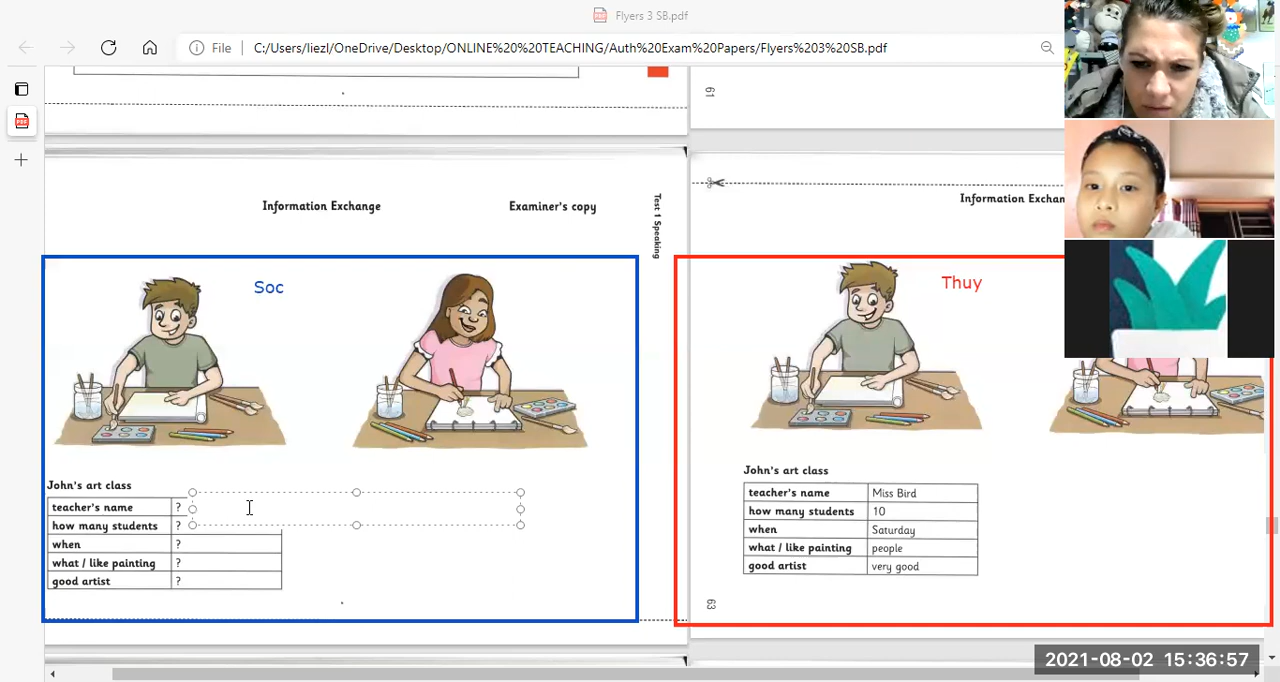 Flyers 3 SB.pdf
File | C:/Users/liezl/OneDrive/Desktop/ONLINE%20%20TEACHING/Auth%20Exam%20Papers/Flyers%203%20SB.pdf
61
Information Exchange
Examiner's copy
Test 1 Speaking
Soc
John's art class
teacher's name ?
how many students ?
when ?
what / like painting ?
good artist ?
Information Exchan
Thuy
John's art class
teacher's name Miss Bird
how many students 10
when Saturday
what / like painting people
good artist very good
63
2021-08-02 15:36:57